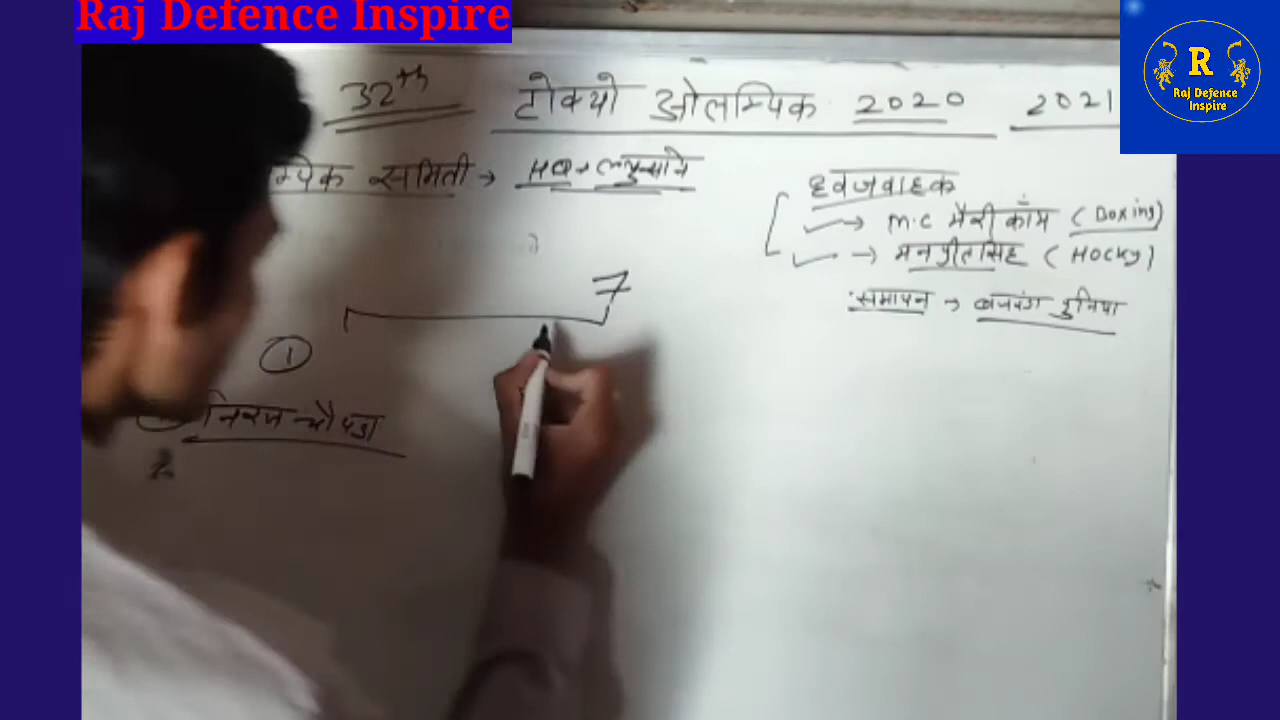 Raj Defence Inspire
R
Raj Defence
Inspire
32th टोक्यो ओलम्पिक 2020 2021
म्पिक समिति → HQ → लुसाने
ध्वजवाहक
→ M.C मैरी कॉम (Boxing)
→ मनप्रीतसिंह (Hocky)
समापन → बजरंग पुनिया
7
1
निरज चौपडा